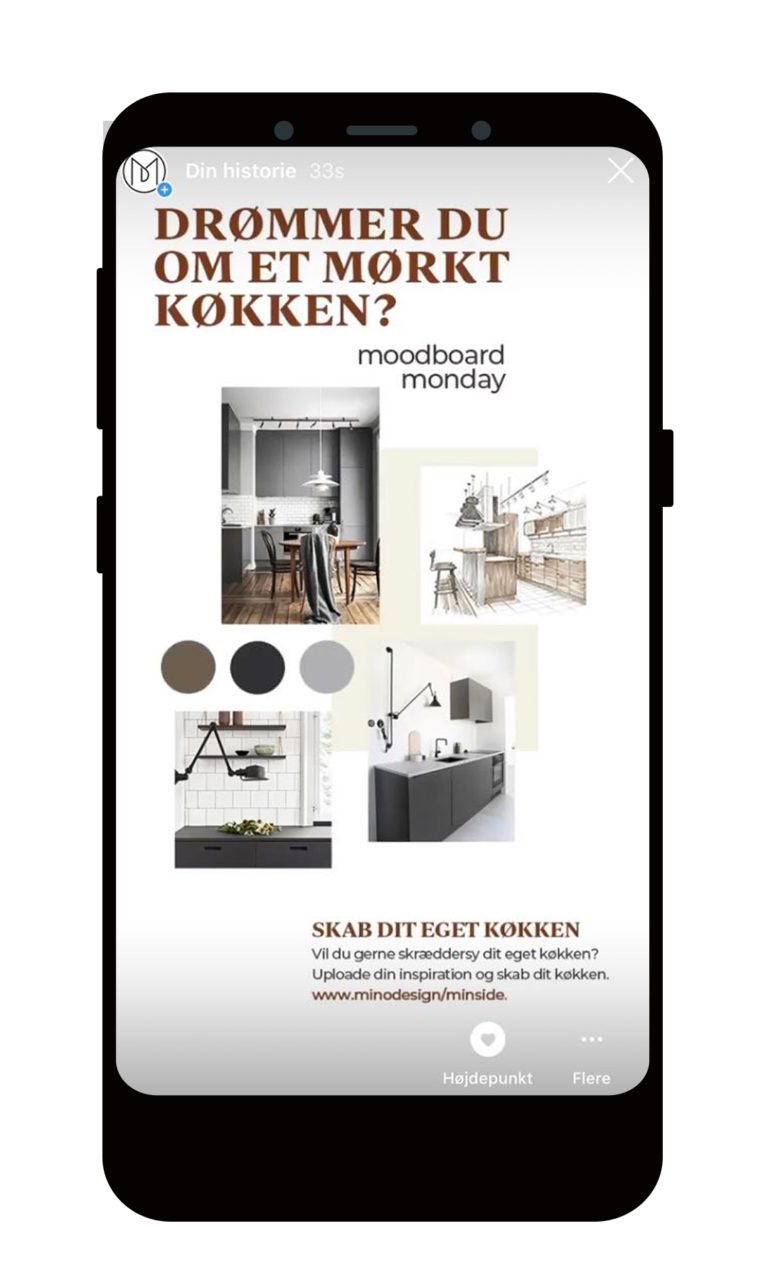 Din historie 33s
DRØMMER DU
OM ET MØRKT
KØKKEN?
moodboard
monday
SKAB DIT EGET KØKKEN
Vil du gerne skræddersy dit eget køkken?
Uploade din inspiration og skab dit køkken.
www.minodesign/minside.
Højdepunkt Flere